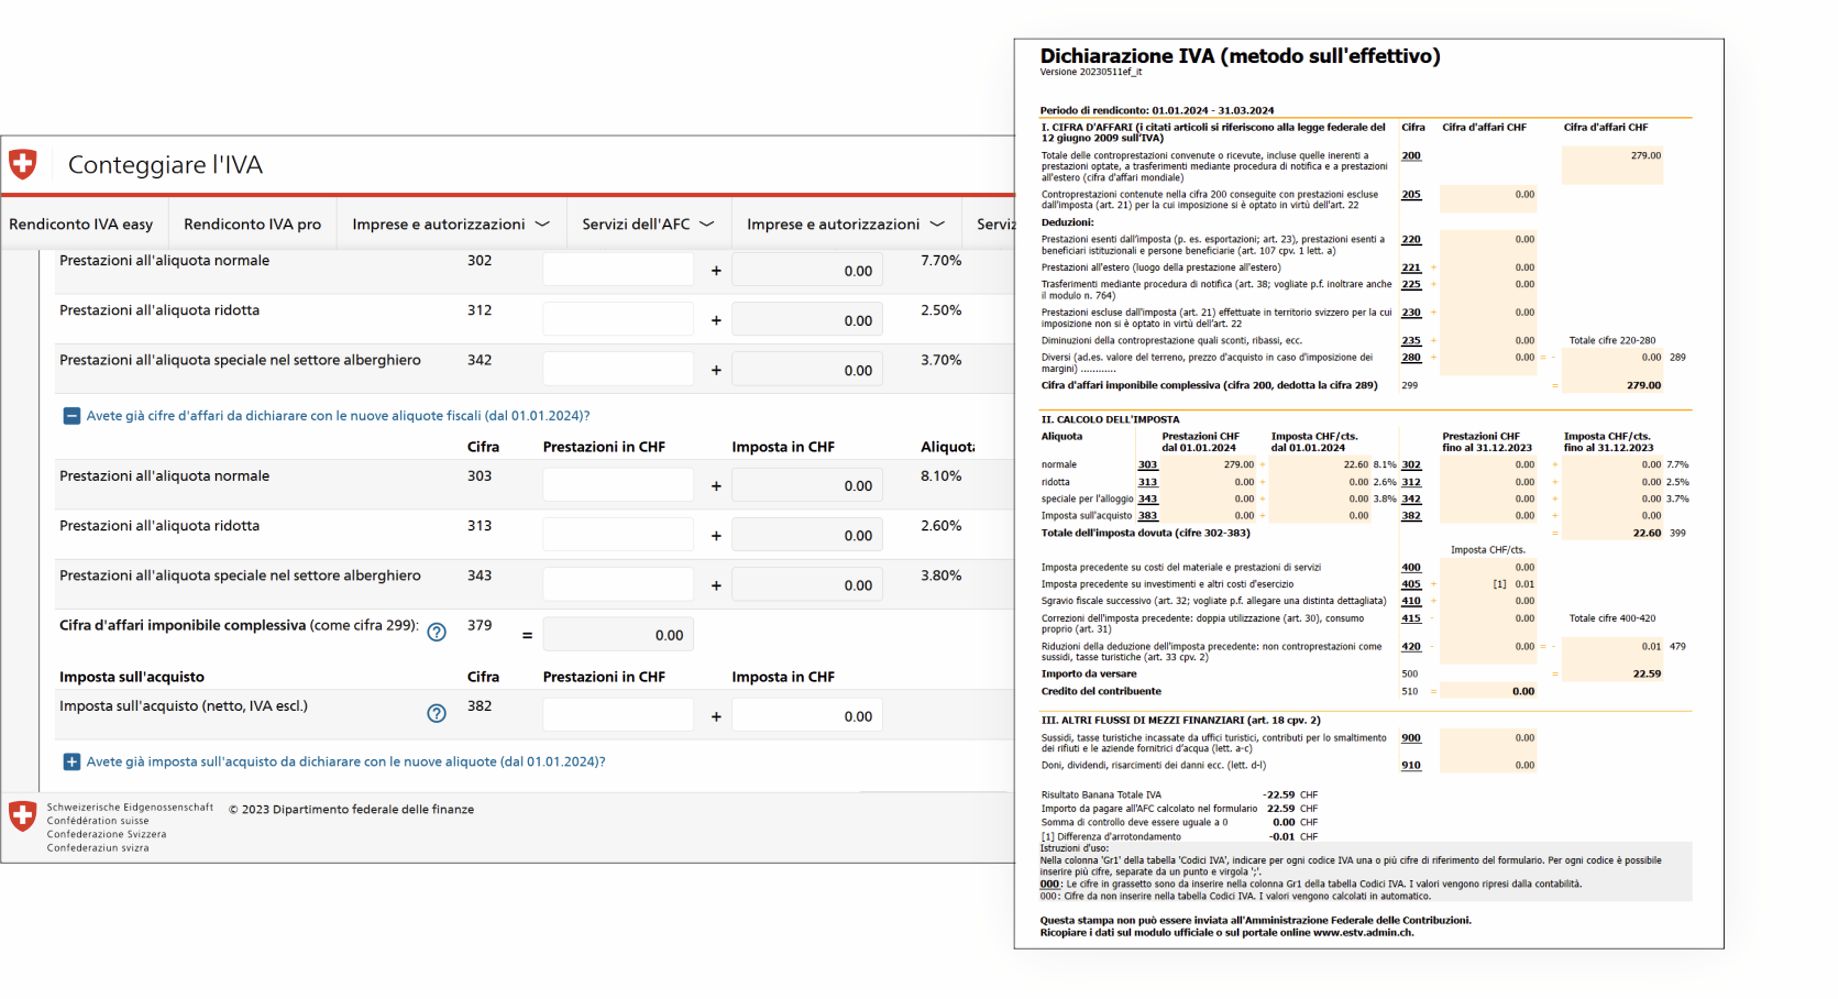 Conteggiare l'IVA
Rendiconto IVA easy Rendiconto IVA pro Imprese e autorizzazioni Servizi dell'AFC Imprese e autorizzazioni
Prestazioni all'aliquota normale 302 + 0.00 7.70%
Prestazioni all'aliquota ridotta 312 + 0.00 2.50%
Prestazioni all'aliquota speciale nel settore alberghiero 342 + 0.00 3.70%
Avete già cifre d'affari da dichiarare con le nuove aliquote fiscali (dal 01.01.2024)?
Cifra Prestazioni in CHF Imposta in CHF Aliquota
Prestazioni all'aliquota normale 303 + 0.00 8.10%
Prestazioni all'aliquota ridotta 313 + 0.00 2.60%
Prestazioni all'aliquota speciale nel settore alberghiero 343 + 0.00 3.80%
Cifra d'affari imponibile complessiva (come cifra 299): ? 379 = 0.00
Imposta sull'acquisto Cifra Prestazioni in CHF Imposta in CHF
Imposta sull'acquisto (netto, IVA escl.) ? 382 + 0.00
Avete già imposta sull'acquisto da dichiarare con le nuove aliquote (dal 01.01.2024)?
Schweizerische Eidgenossenschaft © 2023 Dipartimento federale delle finanze
Confédération suisse
Confederazione Svizzera
Confederaziun svizra
Dichiarazione IVA (metodo sull'effettivo)
Versione 20230511ef_it
Periodo di rendiconto: 01.01.2024 - 31.03.2024
I. CIFRA D'AFFARI (i citati articoli si riferiscono alla legge federale del Cifra Cifra d'affari CHF Cifra d'affari CHF
12 giugno 2009 sull'IVA)
Totale delle controprestazioni convenute o ricevute, incluse quelle inerenti a 200 279.00
prestazioni optate, a trasferimenti mediante procedura di notifica e a prestazioni
all'estero (cifra d'affari mondiale)
Controprestazioni contenute nella cifra 200 conseguite con prestazioni escluse 205 0.00
dall'imposta (art. 21) per la cui imposizione si è optato in virtù dell'art. 22
Deduzioni:
Prestazioni esenti dall'imposta (p. es. esportazioni; art. 23), prestazioni esenti a 220 0.00
beneficiari istituzionali e persone beneficiarie (art. 107 cpv. 1 lett. a)
Prestazioni all'estero (luogo della prestazione all'estero) 221 + 0.00
Trasferimenti mediante procedura di notifica (art. 38; vogliate p.f. inoltrare anche 225 + 0.00
il modulo n. 764)
Prestazioni escluse dall'imposta (art. 21) effettuate in territorio svizzero per la cui 230 + 0.00
imposizione non si è optato in virtù dell'art. 22
Diminuzioni della controprestazione quali sconti, ribassi, ecc. 235 + 0.00 Totale cifre 220-280
Diversi (ad.es. valore del terreno, prezzo d'acquisto in caso d'imposizione dei 280 + 0.00 = - 0.00 289
margini) ............
Cifra d'affari imponibile complessiva (cifra 200, dedotta la cifra 289) 299 = 279.00
II. CALCOLO DELL'IMPOSTA
Aliquota Prestazioni CHF Imposta CHF/cts. Prestazioni CHF Imposta CHF/cts.
dal 01.01.2024 dal 01.01.2024 fino al 31.12.2023 fino al 31.12.2023
normale 303 279.00 + 22.60 8.1% 302 0.00 + 0.00 7.7%
ridotta 313 0.00 + 0.00 2.6% 312 0.00 + 0.00 2.5%
speciale per l'alloggio 343 0.00 + 0.00 3.8% 342 0.00 + 0.00 3.7%
Imposta sull'acquisto 383 0.00 + 0.00 382 0.00 + 0.00
Totale dell'imposta dovuta (cifre 302-383) = 22.60 399
Imposta CHF/cts.
Imposta precedente su costi del materiale e prestazioni di servizi 400 0.00
Imposta precedente su investimenti e altri costi d'esercizio 405 + [1] 0.01
Sgravio fiscale successivo (art. 32; vogliate p.f. allegare una distinta dettagliata) 410 + 0.00
Correzioni dell'imposta precedente: doppia utilizzazione (art. 30), consumo 415 - 0.00 Totale cifre 400-420
proprio (art. 31)
Riduzioni della deduzione dell'imposta precedente: non controprestazioni come 420 - 0.00 = - 0.01 479
sussidi, tasse turistiche (art. 33 cpv. 2)
Importo da versare 500 = 22.59
Credito del contribuente 510 = 0.00
III. ALTRI FLUSSI DI MEZZI FINANZIARI (art. 18 cpv. 2)
Sussidi, tasse turistiche incassate da uffici turistici, contributi per lo smaltimento 900 0.00
dei rifiuti e le aziende fornitrici d'acqua (lett. a-c)
Doni, dividendi, risarcimenti dei danni ecc. (lett. d-l) 910 0.00
Risultato Banana Totale IVA -22.59 CHF
Importo da pagare all'AFC calcolato nel formulario 22.59 CHF
Somma di controllo deve essere uguale a 0 0.00 CHF
[1] Differenza d'arrotondamento -0.01 CHF
Istruzioni d'uso:
Nella colonna 'Gr1' della tabella 'Codici IVA', indicare per ogni codice IVA una o più cifre di riferimento del formulario. Per ogni codice è possibile
inserire più cifre, separate da un punto e virgola ';'.
000: Le cifre in grassetto sono da inserire nella colonna Gr1 della tabella Codici IVA. I valori vengono ripresi dalla contabilità.
000: Cifre da non inserire nella tabella Codici IVA. I valori vengono calcolati in automatico.
Questa stampa non può essere inviata all'Amministrazione Federale delle Contribuzioni.
Ricopiare i dati sul modulo ufficiale o sul portale online www.estv.admin.ch.